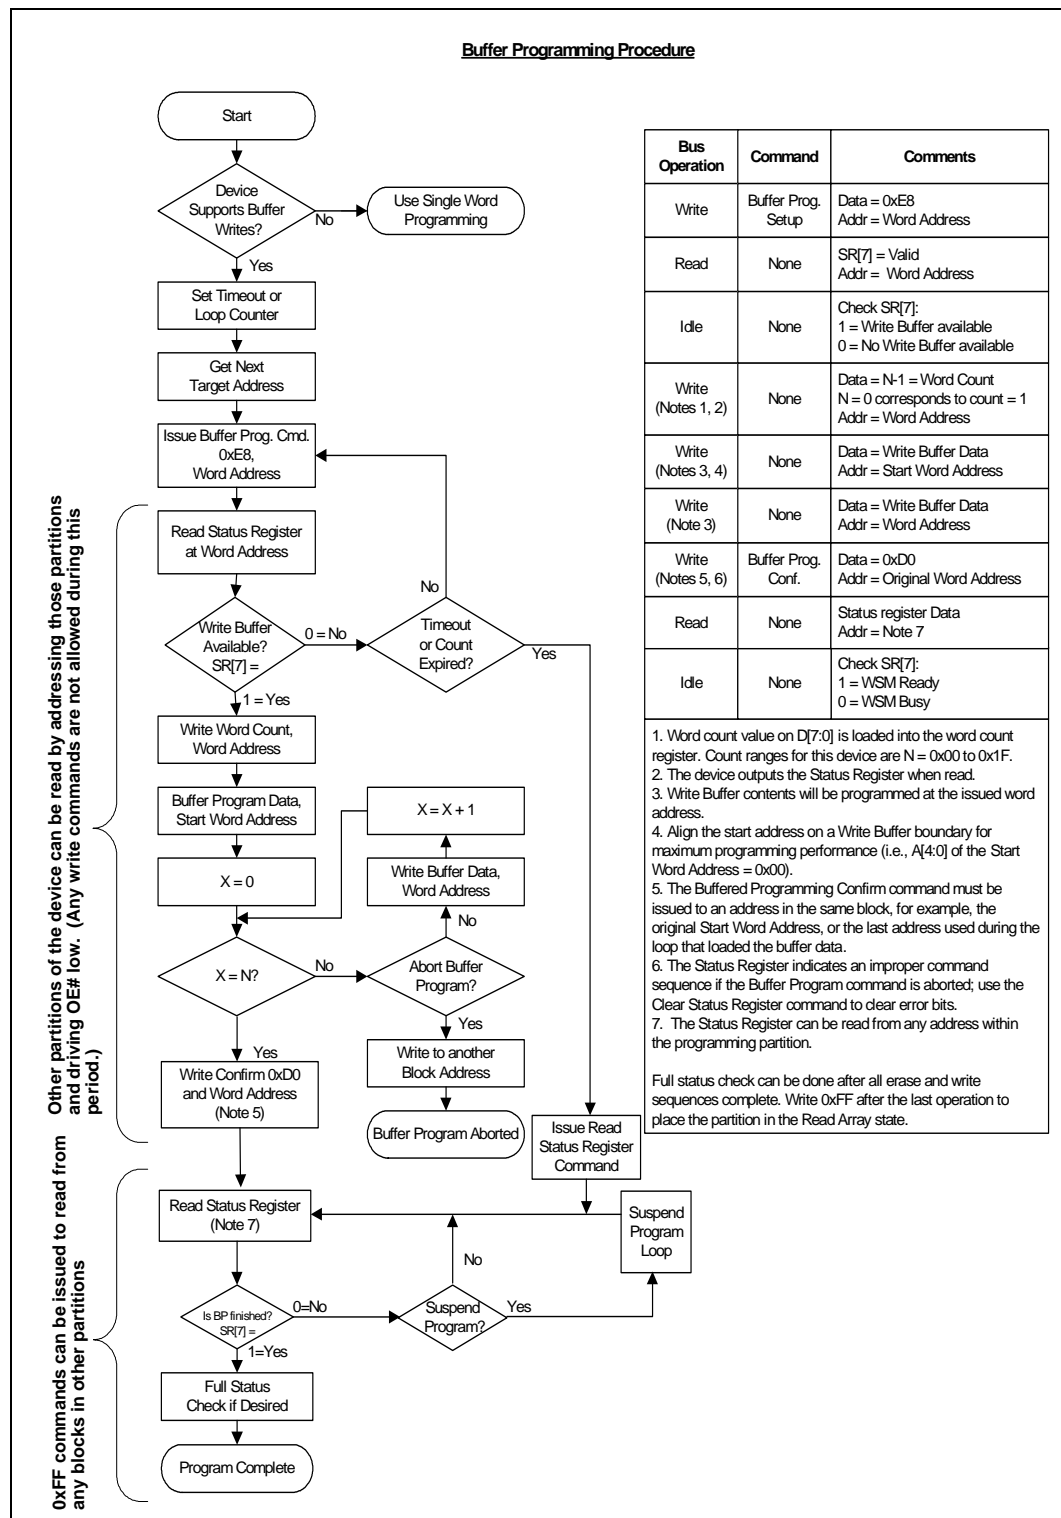 Buffer Programming Procedure
Start
Device
Supports Buffer
Writes?
No
Use Single Word
Programming
Yes
Set Timeout or
Loop Counter
Get Next
Target Address
Issue Buffer Prog. Cmd.
0xE8,
Word Address
Read Status Register
at Word Address
No
Write Buffer
Available?
SR[7] =
0 = No
Timeout
or Count
Expired?
Yes
1 = Yes
Write Word Count,
Word Address
Buffer Program Data,
Start Word Address
X = X + 1
X = 0
Write Buffer Data,
Word Address
No
X = N?
No
Abort Buffer
Program?
Yes
Yes
Write Confirm 0xD0
and Word Address
(Note 5)
Write to another
Block Address
Buffer Program Aborted
Issue Read
Status Register
Command
Read Status Register
(Note 7)
Suspend
Program
Loop
No
Is BP finished?
SR[7] =
0=No
Suspend
Program?
Yes
1=Yes
Full Status
Check if Desired
Program Complete
Other partitions of the device can be read by addressing those partitions
and driving OE# low. (Any write commands are not allowed during this
period.)
0xFF commands can be issued to read from
any blocks in other partitions
Bus
Operation
Command
Comments
Write
Buffer Prog.
Setup
Data = 0xE8
Addr = Word Address
Read
None
SR[7] = Valid
Addr = Word Address
Idle
None
Check SR[7]:
1 = Write Buffer available
0 = No Write Buffer available
Write
(Notes 1, 2)
None
Data = N-1 = Word Count
N = 0 corresponds to count = 1
Addr = Word Address
Write
(Notes 3, 4)
None
Data = Write Buffer Data
Addr = Start Word Address
Write
(Note 3)
None
Data = Write Buffer Data
Addr = Word Address
Write
(Notes 5, 6)
Buffer Prog.
Conf.
Data = 0xD0
Addr = Original Word Address
Read
None
Status register Data
Addr = Note 7
Idle
None
Check SR[7]:
1 = WSM Ready
0 = WSM Busy
1. Word count value on D[7:0] is loaded into the word count
register. Count ranges for this device are N = 0x00 to 0x1F.
2. The device outputs the Status Register when read.
3. Write Buffer contents will be programmed at the issued word
address.
4. Align the start address on a Write Buffer boundary for
maximum programming performance (i.e., A[4:0] of the Start
Word Address = 0x00).
5. The Buffered Programming Confirm command must be
issued to an address in the same block, for example, the
original Start Word Address, or the last address used during the
loop that loaded the buffer data.
6. The Status Register indicates an improper command
sequence if the Buffer Program command is aborted; use the
Clear Status Register command to clear error bits.
7. The Status Register can be read from any address within
the programming partition.
Full status check can be done after all erase and write
sequences complete. Write 0xFF after the last operation to
place the partition in the Read Array state.